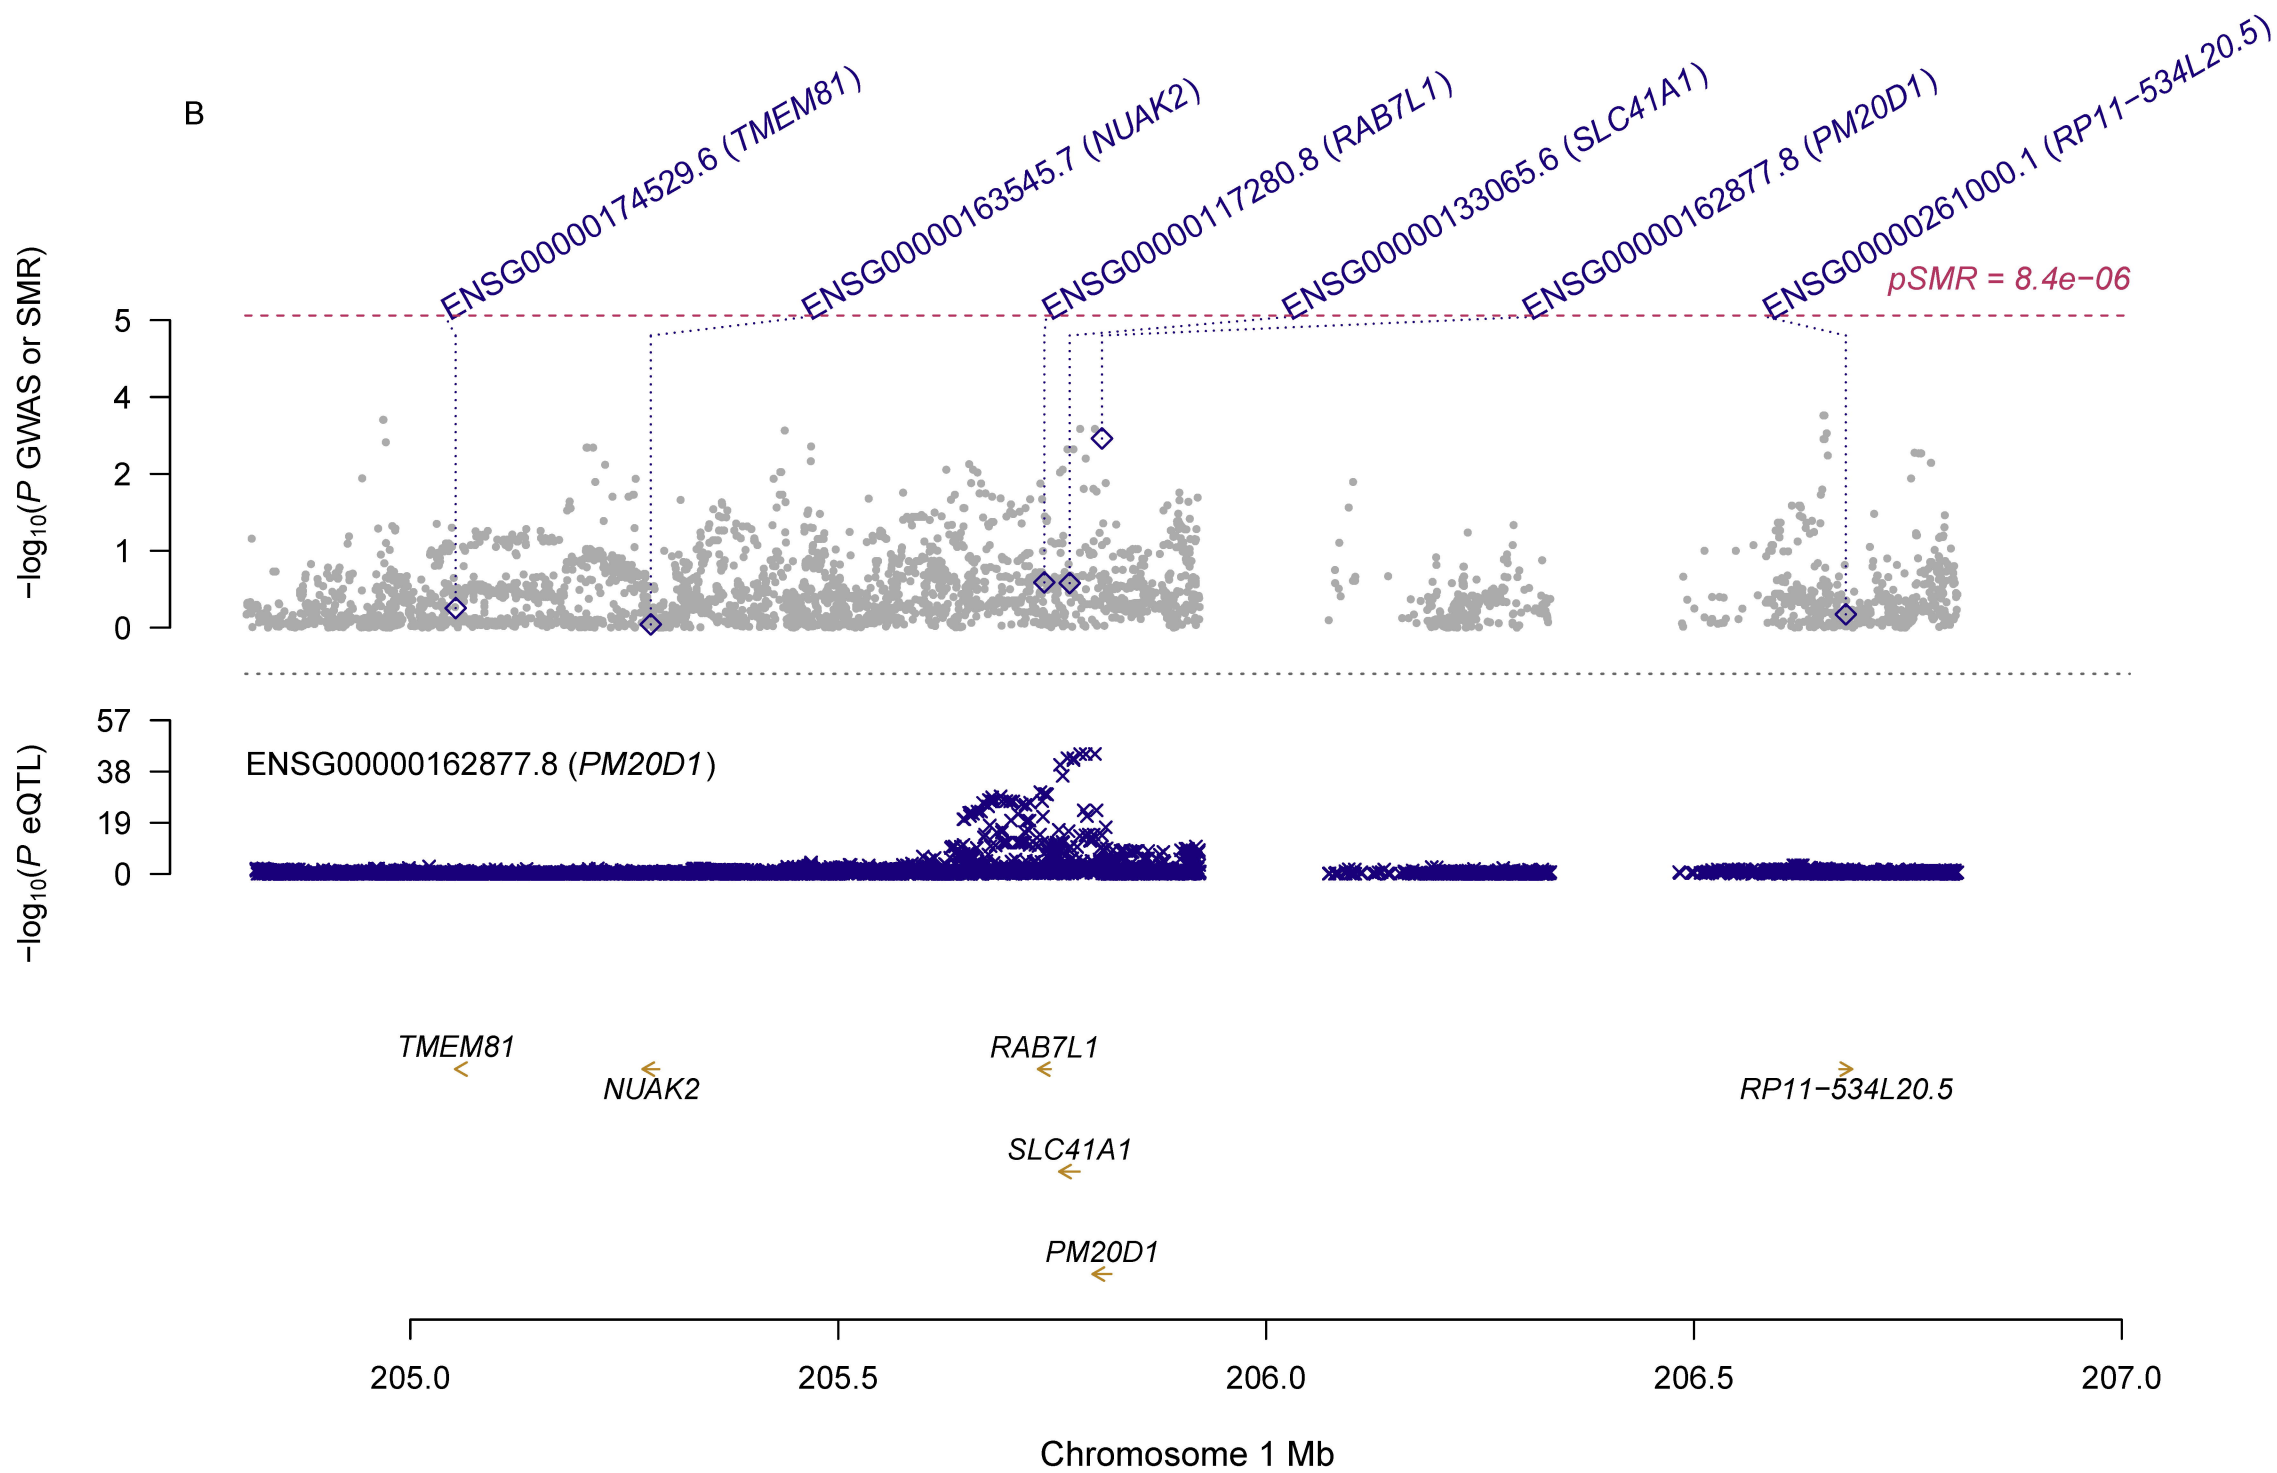 B
ENSG00000174529.6 (TMEM81)
ENSG00000163545.7 (NUAK2)
ENSG00000117280.8 (RAB7L1)
ENSG00000133065.6 (SLC41A1)
ENSG00000162877.8 (PM20D1)
ENSG00000261000.1 (RP11−534L20.5)
pSMR = 8.4e−06
−log10(P GWAS or SMR)
5
4
2
1
0
−log10(P eQTL)
57
38
19
0
ENSG00000162877.8 (PM20D1)
TMEM81
NUAK2
RAB7L1
RP11−534L20.5
SLC41A1
PM20D1
205.0 205.5 206.0 206.5 207.0
Chromosome 1 Mb